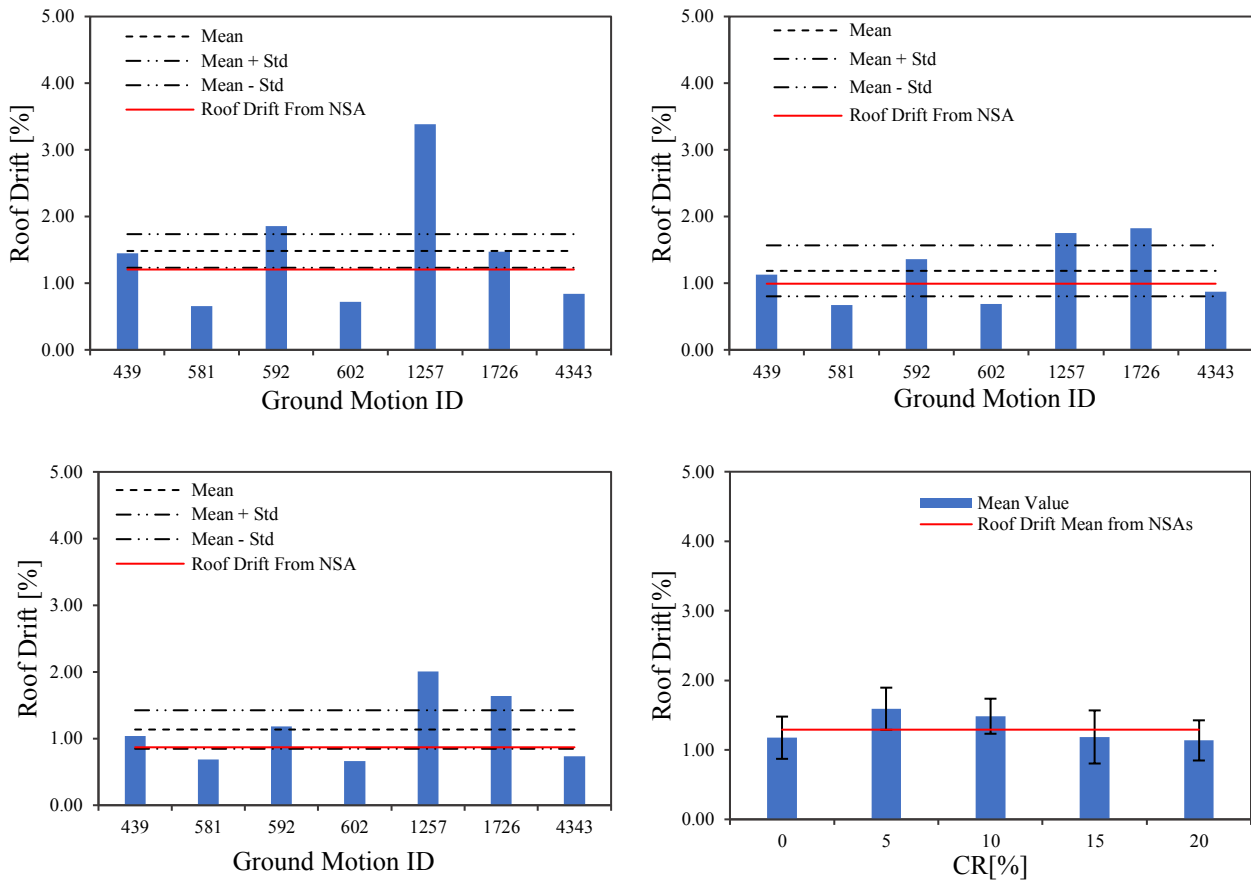 5.00
4.00
3.00
2.00
1.00
0.00
Roof Drift [%]
Mean
Mean + Std
Mean - Std
Roof Drift From NSA
439 581 592 602 1257 1726 4343
Ground Motion ID
5.00
4.00
3.00
2.00
1.00
0.00
Roof Drift [%]
Mean
Mean + Std
Mean - Std
Roof Drift From NSA
439 581 592 602 1257 1726 4343
Ground Motion ID
5.00
4.00
3.00
2.00
1.00
0.00
Roof Drift [%]
Mean
Mean + Std
Mean - Std
Roof Drift From NSA
439 581 592 602 1257 1726 4343
Ground Motion ID
5.00
4.00
3.00
2.00
1.00
0.00
Roof Drift[%]
Mean Value
Roof Drift Mean from NSAs
0 5 10 15 20
CR[%]